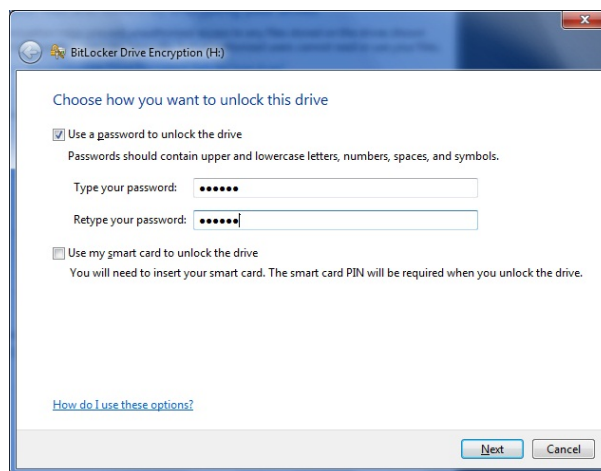 BitLocker Drive Encryption (H:)
Choose how you want to unlock this drive
Use a password to unlock the drive
Passwords should contain upper and lowercase letters, numbers, spaces, and symbols.
Type your password: ●●●●●●
Retype your password: ●●●●●●
Use my smart card to unlock the drive
You will need to insert your smart card. The smart card PIN will be required when you unlock the drive.
How do I use these options?
Next Cancel